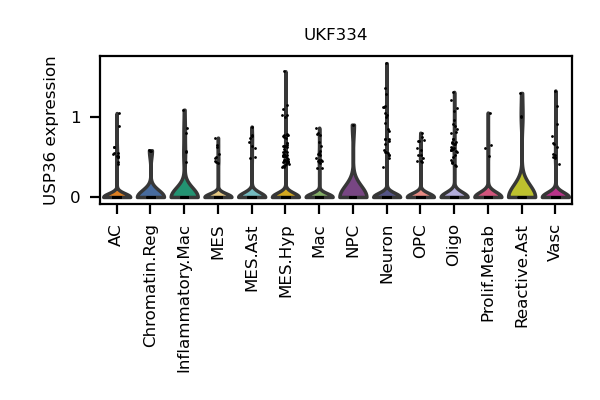 UKF334
USP36 expression
1
0
AC
Chromatin.Reg
Inflammatory.Mac
MES
MES.Ast
MES.Hyp
Mac
NPC
Neuron
OPC
Oligo
Prolif.Metab
Reactive.Ast
Vasc